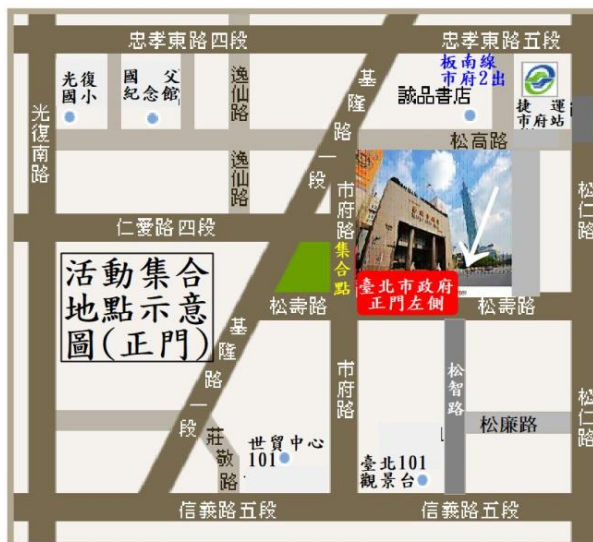 忠孝東路四段
忠孝東路五段
光復
國小
國父
紀念館
逸仙路
基隆路一段
板南線
市府2出
誠品書店
捷運
市府站
光復南路
松高路
逸仙路
市府路
松仁路
仁愛路四段
集合點
活動集合
地點示意
圖(正門)
臺北市政府
正門左側
松壽路
松壽路
基隆路一段
市府路
松智路
松仁路
松廉路
莊敬路
世貿中心
101
臺北101
觀景台
信義路五段
信義路五段